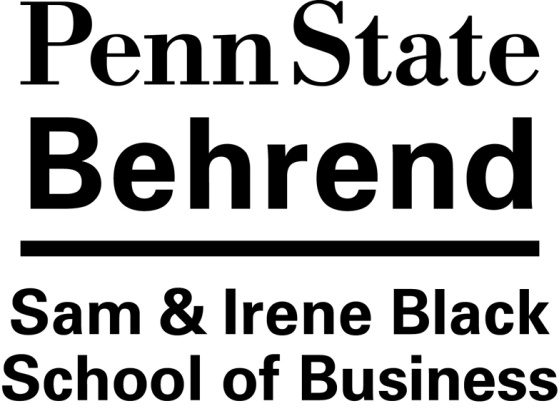 Penn State
Behrend
Sam & Irene Black
School of Business